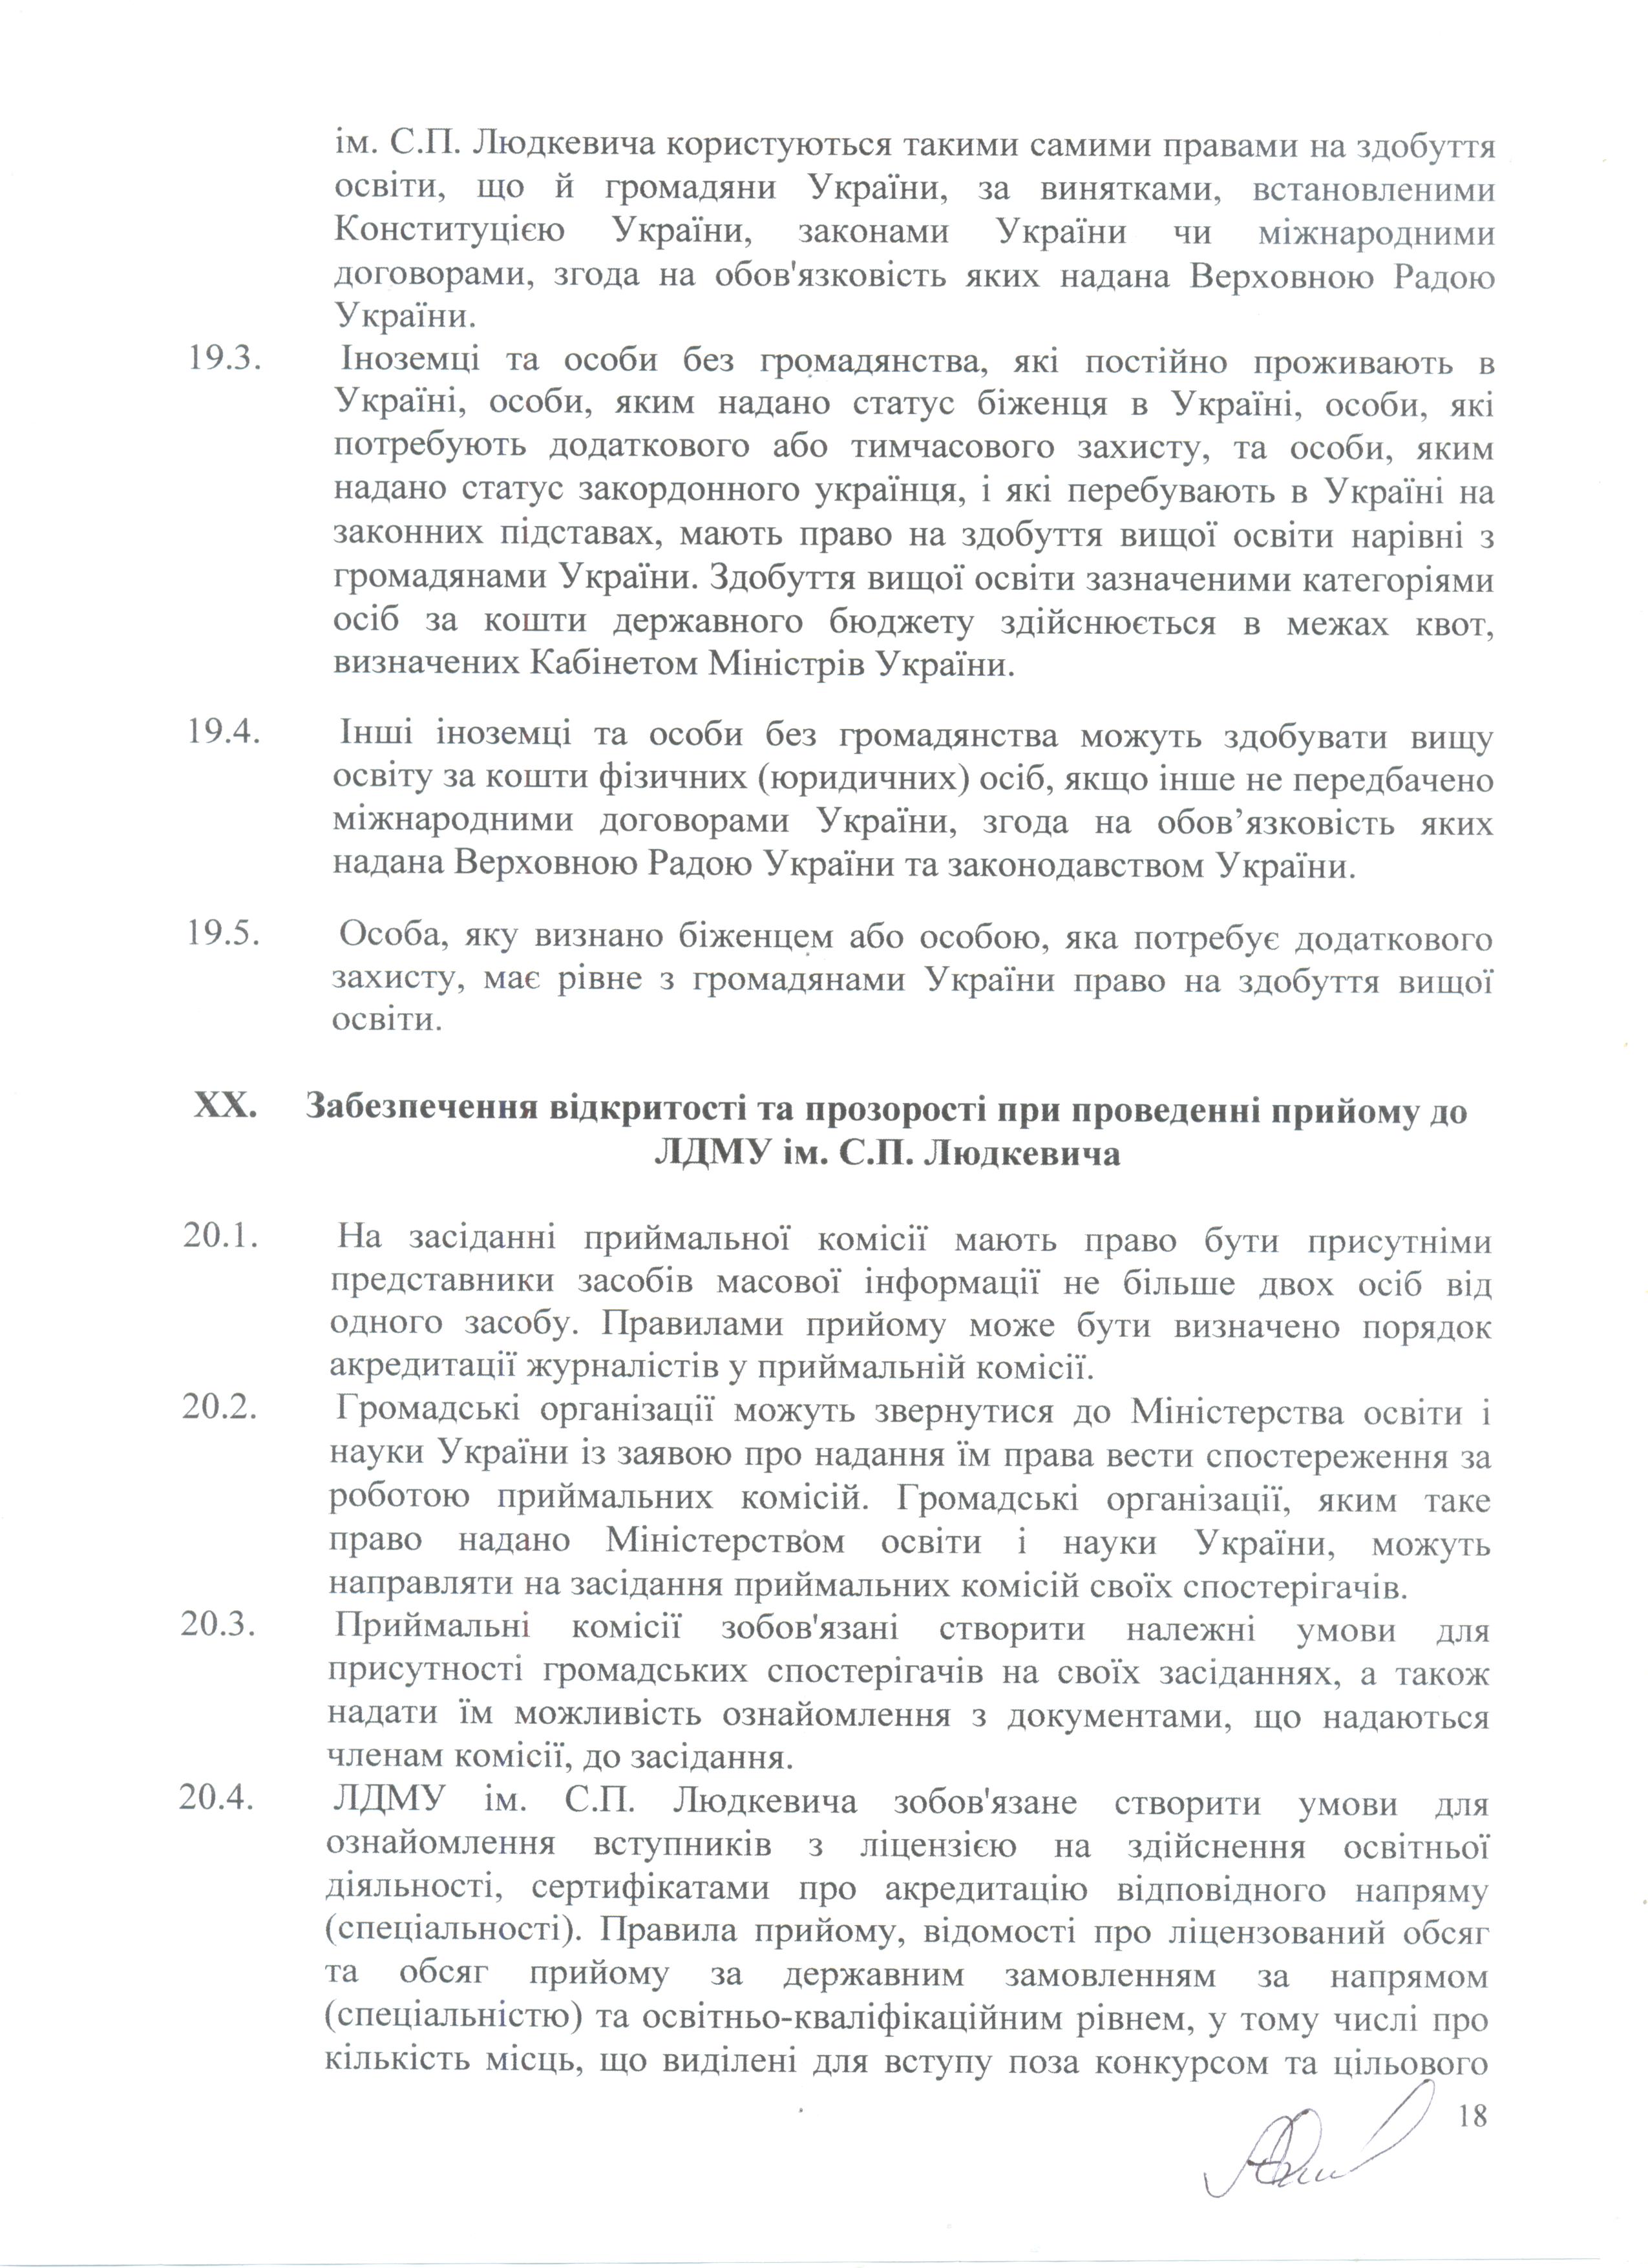 ім. С.П. Людкевича користуються такими самими правами на здобуття
освіти, що й громадяни України, за винятками, встановленими
Конституцією України, законами України чи міжнародними
договорами, згода на обов'язковість яких надана Верховною Радою
України.
19.3. Іноземці та особи без громадянства, які постійно проживають в
Україні, особи, яким надано статус біженця в Україні, особи, які
потребують додаткового або тимчасового захисту, та особи, яким
надано статус закордонного українця, і які перебувають в Україні на
законних підставах, мають право на здобуття вищої освіти нарівні з
громадянами України. Здобуття вищої освіти зазначеними категоріями
осіб за кошти державного бюджету здійснюється в межах квот,
визначених Кабінетом Міністрів України.
19.4. Інші іноземці та особи без громадянства можуть здобувати вищу
освіту за кошти фізичних (юридичних) осіб, якщо інше не передбачено
міжнародними договорами України, згода на обов’язковість яких
надана Верховною Радою України та законодавством України.
19.5. Особа, яку визнано біженцем або особою, яка потребує додаткового
захисту, має рівне з громадянами України право на здобуття вищої
освіти.
XX. Забезпечення відкритості та прозорості при проведенні прийому до
ЛДМУ ім. С.П. Людкевича
20.1. На засіданні приймальної комісії мають право бути присутніми
представники засобів масової інформації не більше двох осіб від
одного засобу. Правилами прийому може бути визначено порядок
акредитації журналістів у приймальній комісії.
20.2. Громадські організації можуть звернутися до Міністерства освіти і
науки України із заявою про надання їм права вести спостереження за
роботою приймальних комісій. Громадські організації, яким таке
право надано Міністерством освіти і науки України, можуть
направляти на засідання приймальних комісій своїх спостерігачів.
20.3. Приймальні комісії зобов'язані створити належні умови для
присутності громадських спостерігачів на своїх засіданнях, а також
надати їм можливість ознайомлення з документами, що надаються
членам комісії, до засідання.
20.4. ЛДМУ ім. С.П. Людкевича зобов'язане створити умови для
ознайомлення вступників з ліцензією на здійснення освітньої
діяльності, сертифікатами про акредитацію відповідного напряму
(спеціальності). Правила прийому, відомості про ліцензований обсяг
та обсяг прийому за державним замовленням за напрямом
(спеціальністю) та освітньо-кваліфікаційним рівнем, у тому числі про
кількість місць, що виділені для вступу поза конкурсом та цільового
18